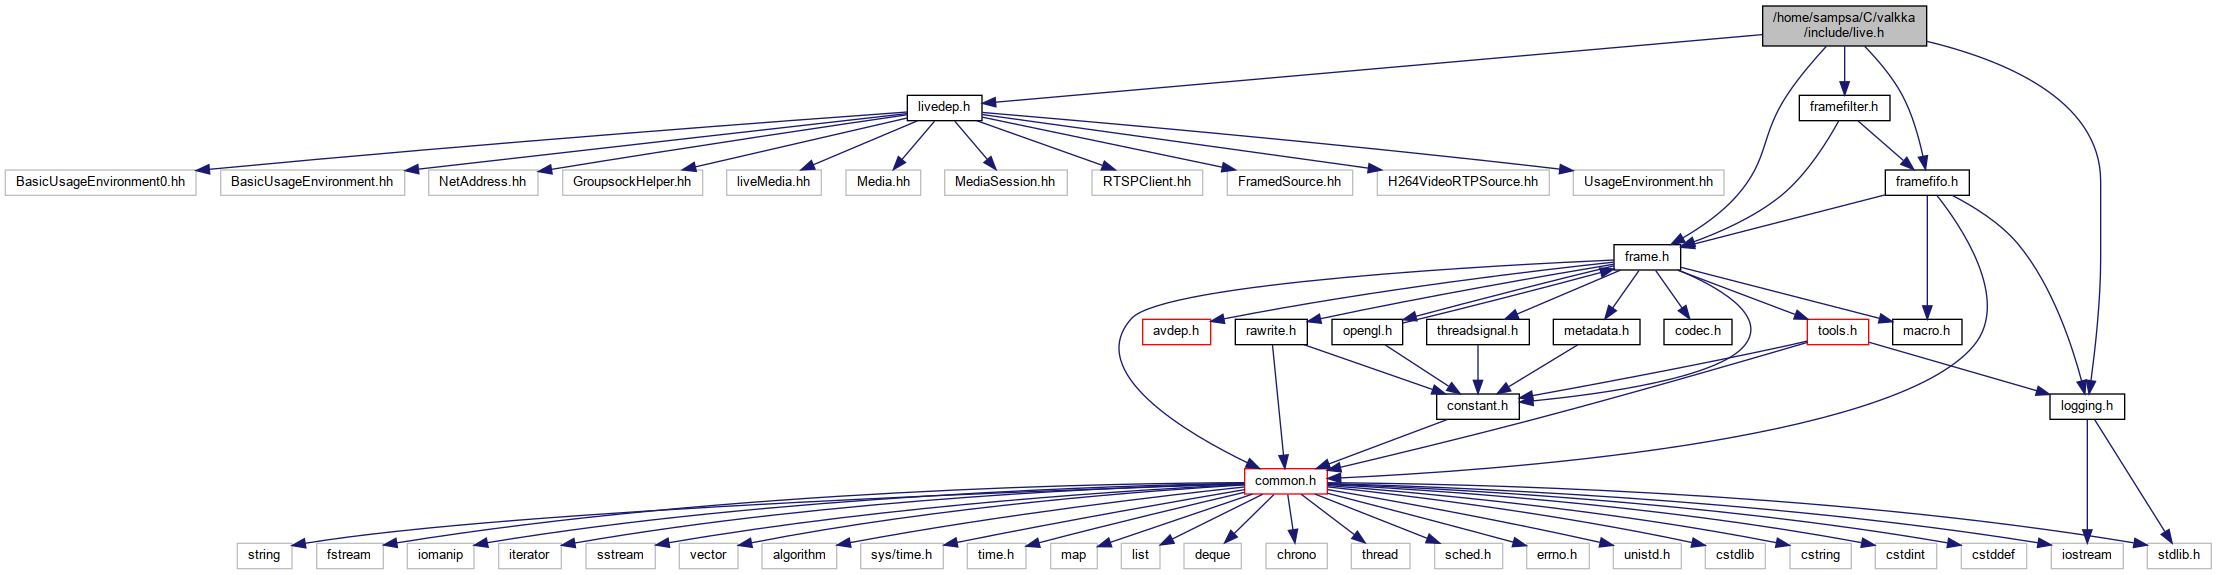 /home/sampsa/C/valkka
/include/live.h
livedep.h
framefilter.h
BasicUsageEnvironment0.hh
BasicUsageEnvironment.hh
NetAddress.hh
GroupsockHelper.hh
liveMedia.hh
Media.hh
MediaSession.hh
RTSPClient.hh
FramedSource.hh
H264VideoRTPSource.hh
UsageEnvironment.hh
framefifo.h
frame.h
avdep.h
rawrite.h
opengl.h
threadsignal.h
metadata.h
codec.h
tools.h
macro.h
constant.h
logging.h
common.h
string
fstream
iomanip
iterator
sstream
vector
algorithm
sys/time.h
time.h
map
list
deque
chrono
thread
sched.h
errno.h
unistd.h
cstdlib
cstring
cstdint
cstddef
iostream
stdlib.h